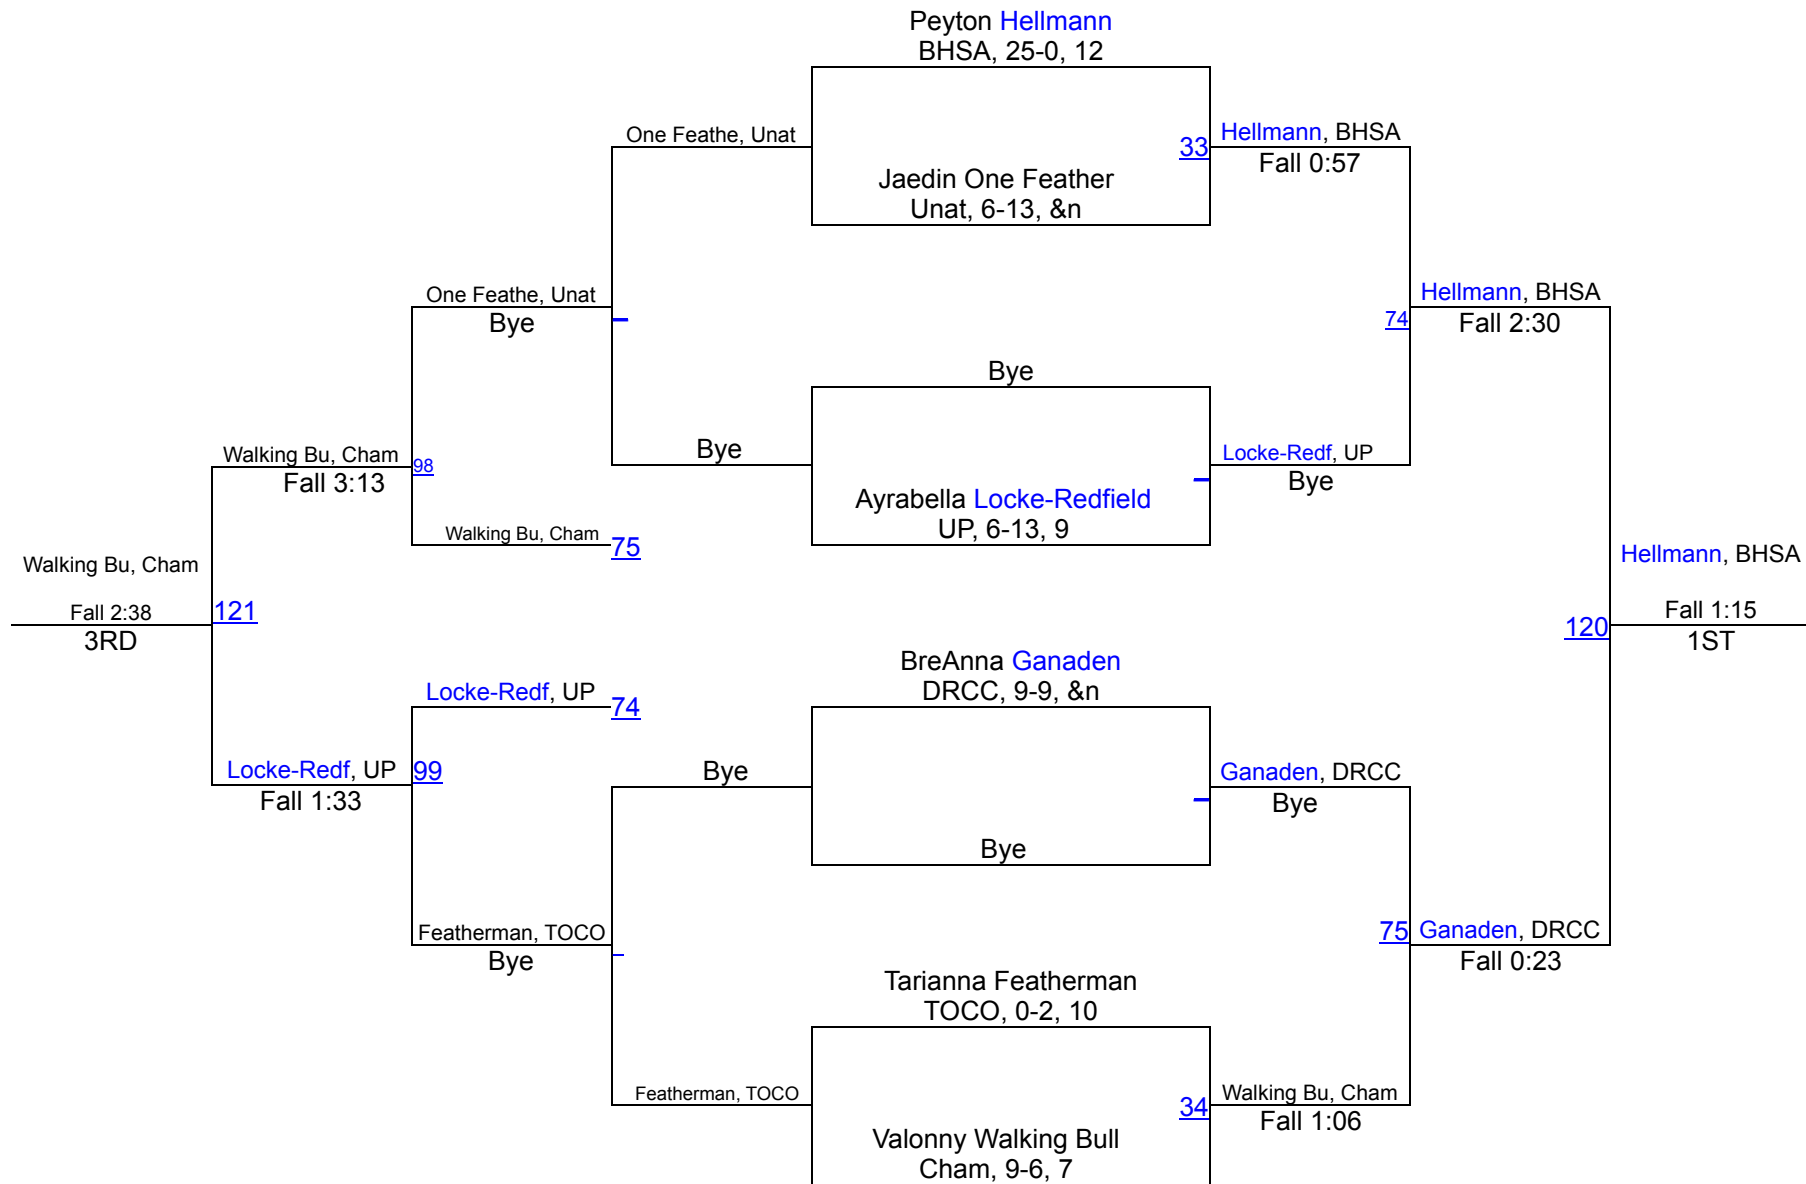 Peyton Hellmann
BHSA, 25-0, 12
One Feathe, Unat
33
Hellmann, BHSA
Fall 0:57
Jaedin One Feather
Unat, 6-13, &n
One Feathe, Unat
Bye
Hellmann, BHSA
74
Fall 2:30
Bye
Bye
Walking Bu, Cham
98
Fall 3:13
Locke-Redf, UP
Bye
Ayrabella Locke-Redfield
UP, 6-13, 9
Walking Bu, Cham
75
Walking Bu, Cham
Fall 2:38
121
3RD
Hellmann, BHSA
120
Fall 1:15
1ST
BreAnna Ganaden
DRCC, 9-9, &n
Locke-Redf, UP
74
Locke-Redf, UP
99
Fall 1:33
Bye
Ganaden, DRCC
Bye
Bye
Featherman, TOCO
Bye
75
Ganaden, DRCC
Fall 0:23
Tarianna Featherman
TOCO, 0-2, 10
Featherman, TOCO
34
Walking Bu, Cham
Fall 1:06
Valonny Walking Bull
Cham, 9-6, 7